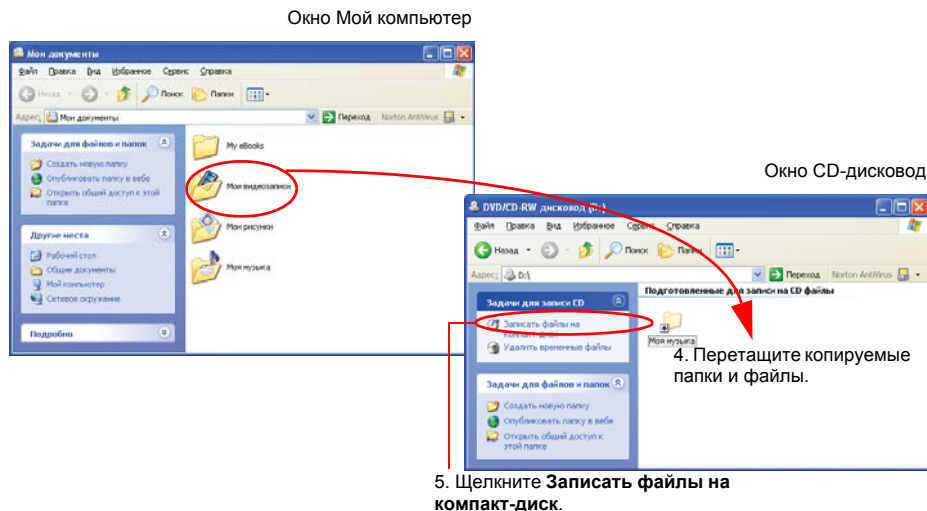 Окно Мой компьютер
Мои документы
Файл Правка Вид Избранное Сервис Справка
Назад Поиск Папки
Адрес: Мои документы Переход Norton AntiVirus
Задачи для файлов и папок
Создать новую папку
Опубликовать папку в вебе
Открыть общий доступ к этой
папке
Другие места
Рабочий стол
Общие документы
Мой компьютер
Сетевое окружение
Подробно
My eBooks
Мои видеозаписи
Мои рисунки
Моя музыка
Окно CD-дисковод
DVD/CD-RW дисковод (D:)
Файл Правка Вид Избранное Сервис Справка
Назад Поиск Папки
Адрес: D:\ Переход Norton AntiVirus
Задачи для записи CD
Записать файлы на
компакт-диск
Удалить временные файлы
Задачи для файлов и папок
Создать новую папку
Опубликовать папку в вебе
Открыть общий доступ к
этой папке
Подготовленные для записи на CD файлы
Моя музыка
4. Перетащите копируемые
папки и файлы.
5. Щелкните Записать файлы на
компакт-диск.